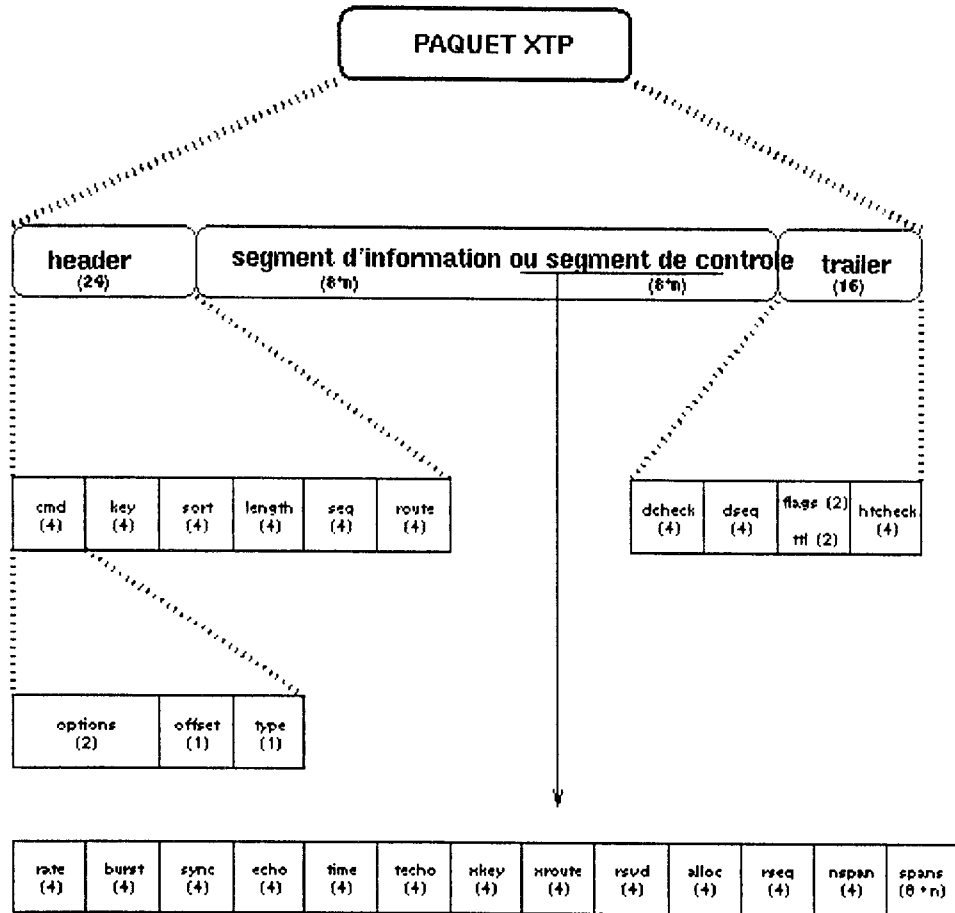 PAQUET XTP
header segment d'information ou segment de controle trailer
(24) (8*n) (8*n) (16)
cmd key sort length seq route
(4) (4) (4) (4) (4) (4)
dcheck dseq flags (2) htcheck
(4) (4) ttl (2) (4)
options offset type
(2) (1) (1)
rate burst sync echo time techo xkey xroute rsvd alloc rseq nspan spans
(4) (4) (4) (4) (4) (4) (4) (4) (4) (4) (4) (4) (8*n)